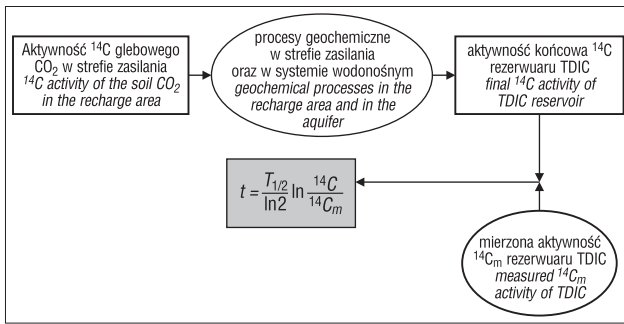 Aktywność ¹⁴C glebowego
CO₂ w strefie zasilania
¹⁴C activity of the soil CO₂
in the recharge area
procesy geochemiczne
w strefie zasilania
oraz w systemie wodonośnym
geochemical processes in the
recharge area and in the
aquifer
aktywność końcowa ¹⁴C
rezerwuaru TDIC
final ¹⁴C activity of
TDIC reservoir
t = T₁/₂/ln2 ln ¹⁴C/¹⁴Cₘ
mierzona aktywność
¹⁴Cₘ rezerwuaru TDIC
measured ¹⁴Cₘ
activity of TDIC